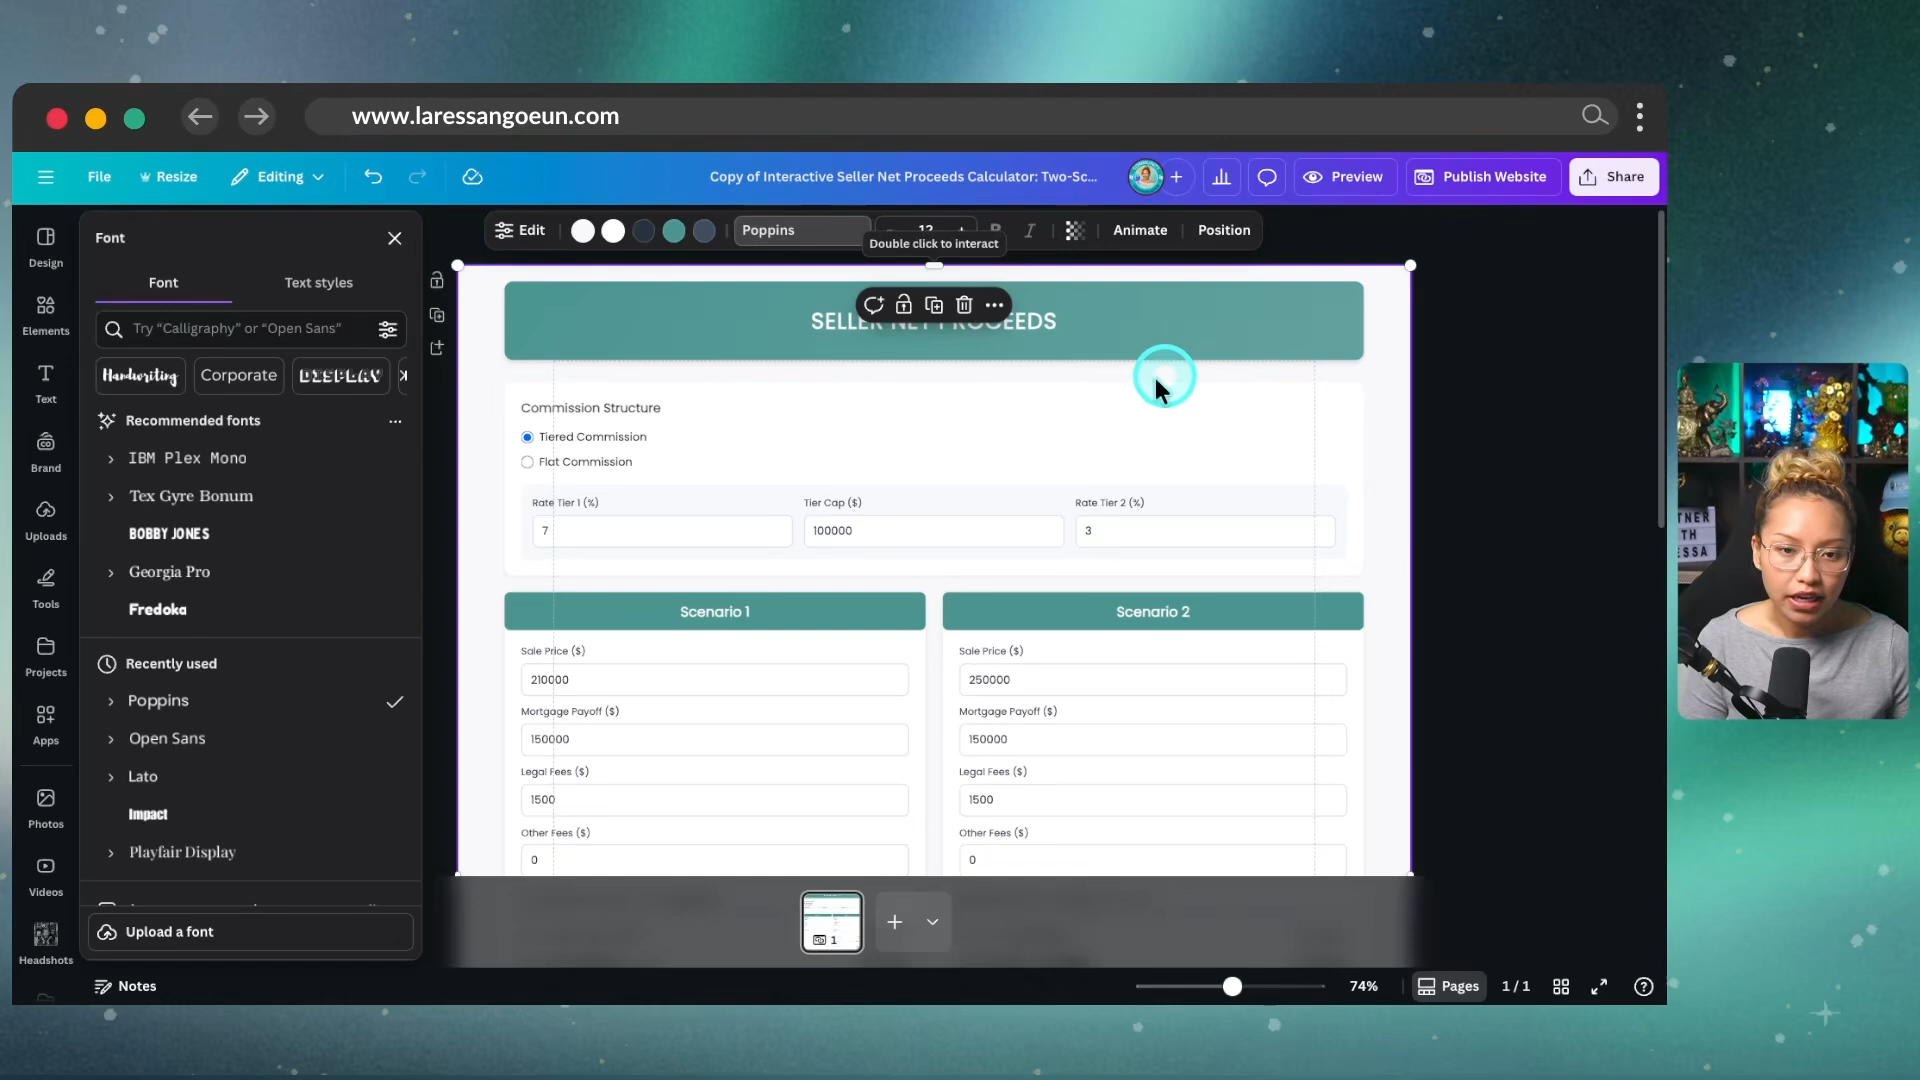 www.laressangoeun.com
File
Resize
Editing
Copy of Interactive Seller Net Proceeds Calculator: Two-Sc...
Preview
Publish Website
Share
Design
Elements
Text
Brand
Uploads
Tools
Projects
Apps
Photos
Videos
Headshots
Font
Font
Text styles
Try “Calligraphy” or “Open Sans”
Handwriting
Corporate
DISPLAY
Recommended fonts
IBM Plex Mono
Tex Gyre Bonum
BOBBY JONES
Georgia Pro
Fredoka
Recently used
Poppins
Open Sans
Lato
Impact
Playfair Display
Upload a font
Edit
Poppins
12
B
I
Animate
Position
Double click to interact
SELLER NET PROCEEDS
Commission Structure
Tiered Commission
Flat Commission
Rate Tier 1 (%)
Tier Cap ($)
Rate Tier 2 (%)
7
100000
3
Scenario 1
Scenario 2
Sale Price ($)
Sale Price ($)
210000
250000
Mortgage Payoff ($)
Mortgage Payoff ($)
150000
150000
Legal Fees ($)
Legal Fees ($)
1500
1500
Other Fees ($)
Other Fees ($)
0
0
1
Notes
74%
Pages
1 / 1